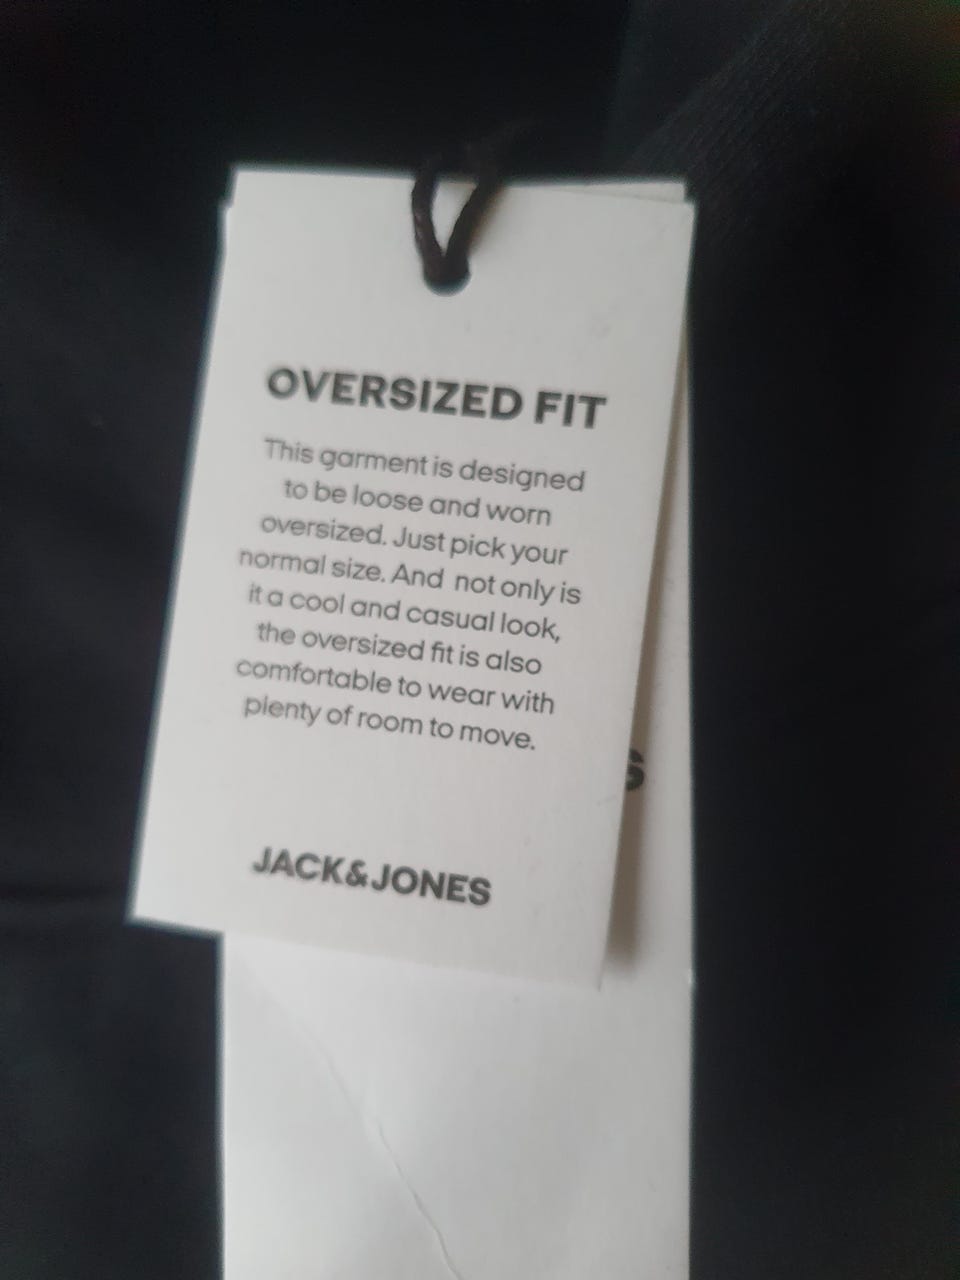 OVERSIZED FIT
This garment is designed
to be loose and worn
oversized. Just pick your
normal size. And not only is
it a cool and casual look,
the oversized fit is also
comfortable to wear with
plenty of room to move.
S
JACK&JONES